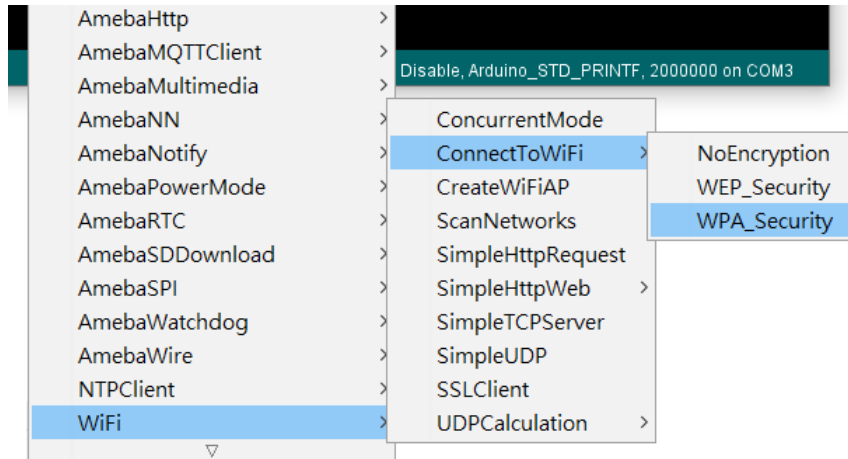 AmebaHttp
AmebaMQTTClient
AmebaMultimedia
AmebaNN
AmebaNotify
AmebaPowerMode
AmebaRTC
AmebaSDDownload
AmebaSPI
AmebaWatchdog
AmebaWire
NTPClient
WiFi
Disable, Arduino_STD_PRINTF, 2000000 on COM3
ConcurrentMode
ConnectToWiFi
CreateWiFiAP
ScanNetworks
SimpleHttpRequest
SimpleHttpWeb
SimpleTCPServer
SimpleUDP
SSLClient
UDPCalculation
NoEncryption
WEP_Security
WPA_Security